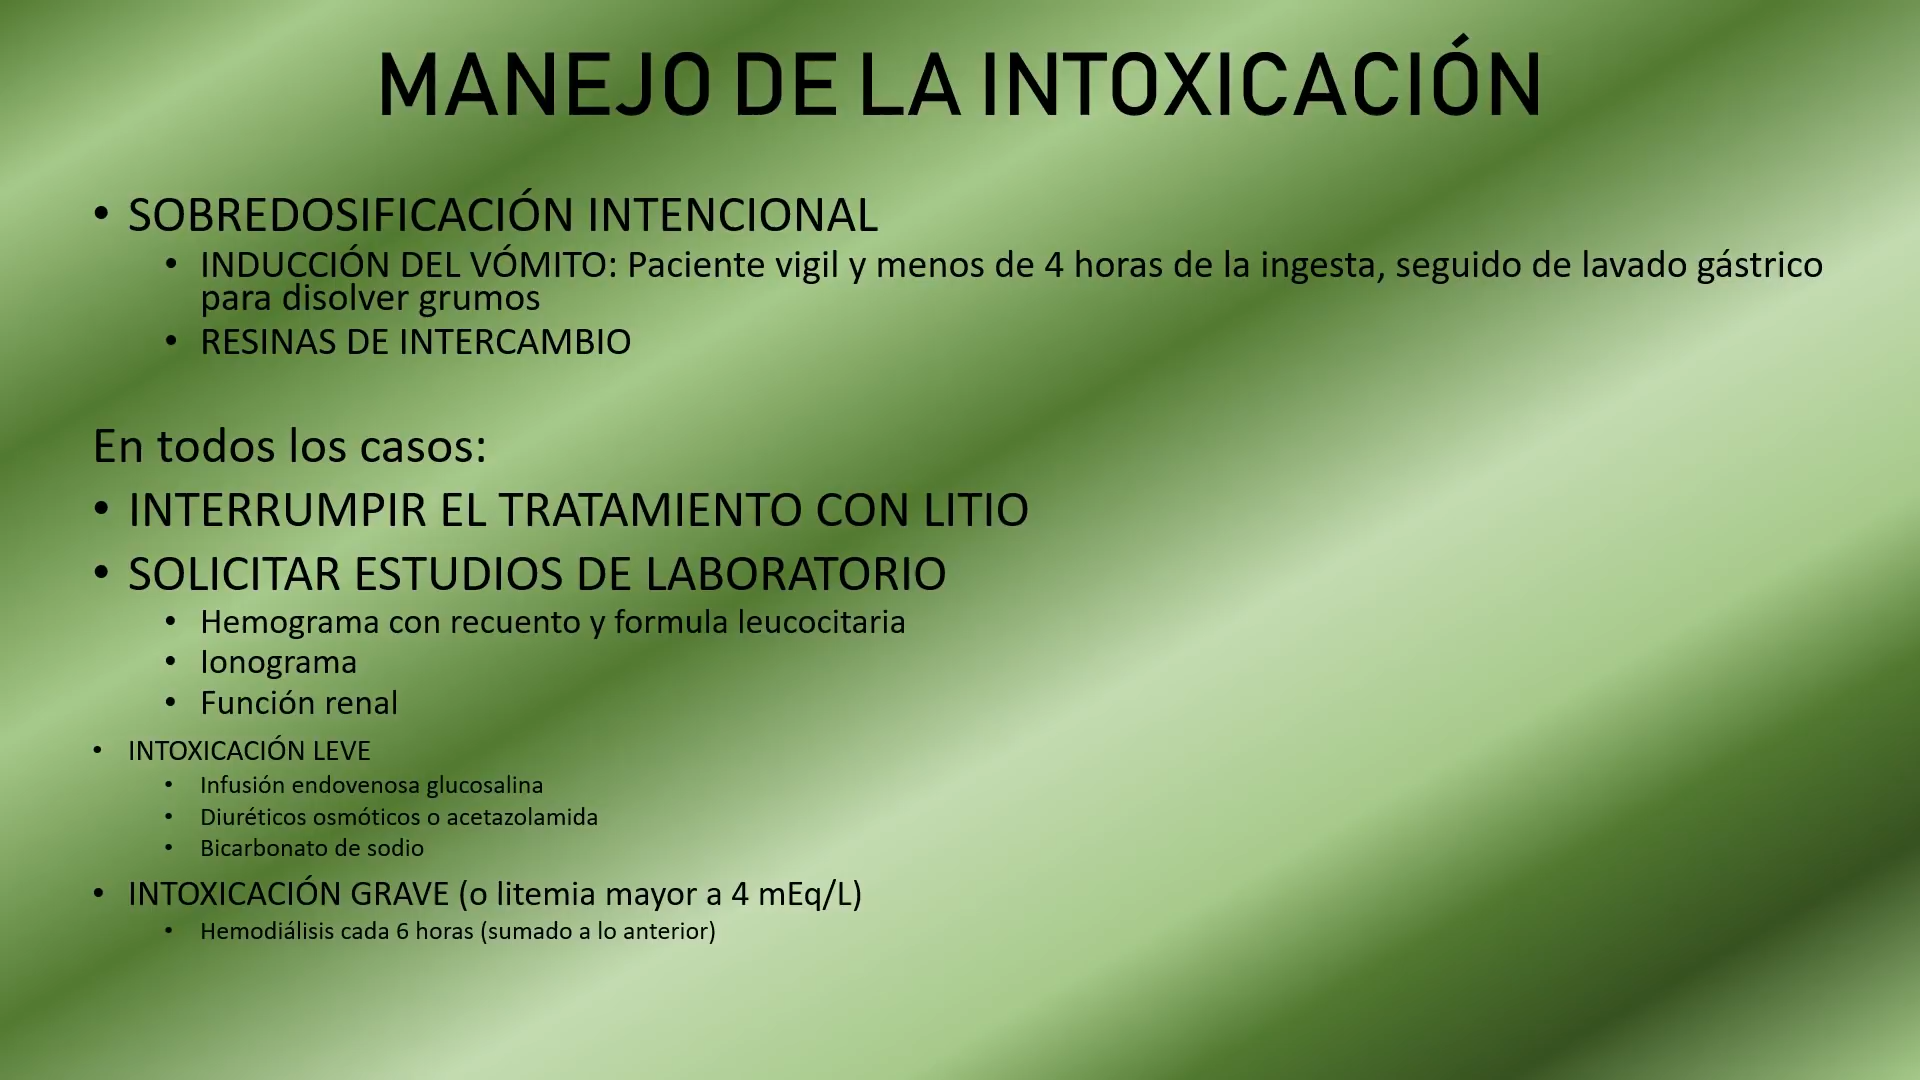 MANEJO DE LA INTOXICACIÓN
• SOBREDOSIFICACIÓN INTENCIONAL
• INDUCCIÓN DEL VÓMITO: Paciente vigil y menos de 4 horas de la ingesta, seguido de lavado gástrico
para disolver grumos
• RESINAS DE INTERCAMBIO
En todos los casos:
• INTERRUMPIR EL TRATAMIENTO CON LITIO
• SOLICITAR ESTUDIOS DE LABORATORIO
• Hemograma con recuento y formula leucocitaria
• Ionograma
• Función renal
• INTOXICACIÓN LEVE
• Infusión endovenosa glucosalina
• Diuréticos osmóticos o acetazolamida
• Bicarbonato de sodio
• INTOXICACIÓN GRAVE (o litemia mayor a 4 mEq/L)
• Hemodiálisis cada 6 horas (sumado a lo anterior)